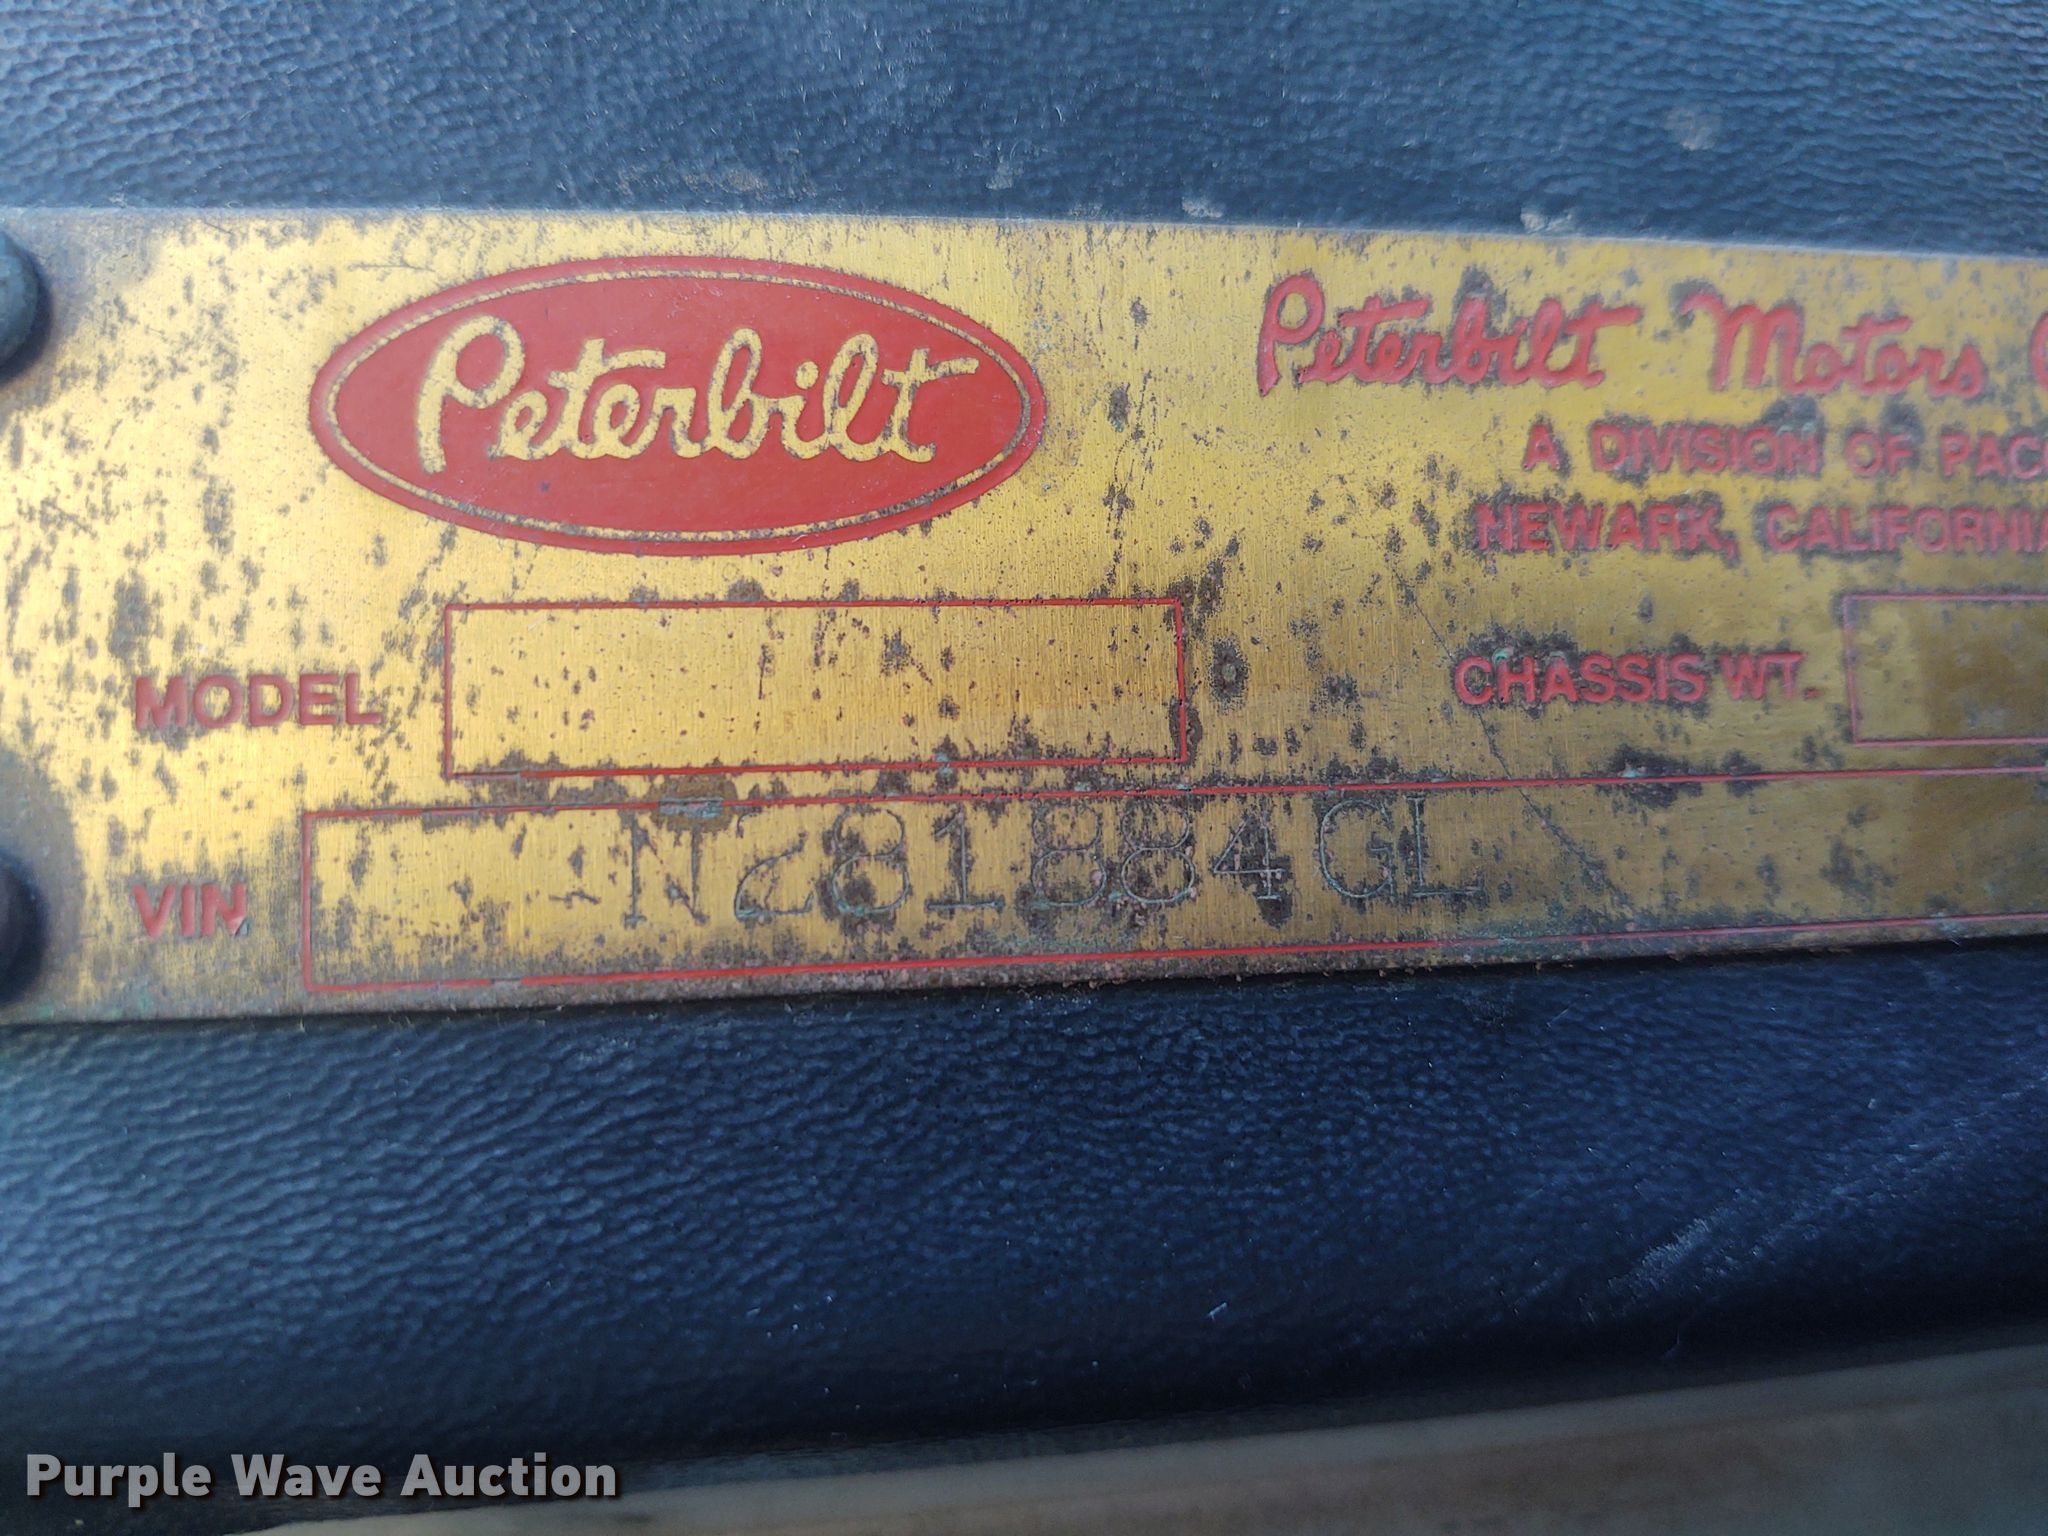 Peterbilt
Peterbilt Motors
A DIVISION OF PAC
NEWARK, CALIFORNIA
MODEL
CHASSIS WT.
VIN N281884GL
Purple Wave Auction